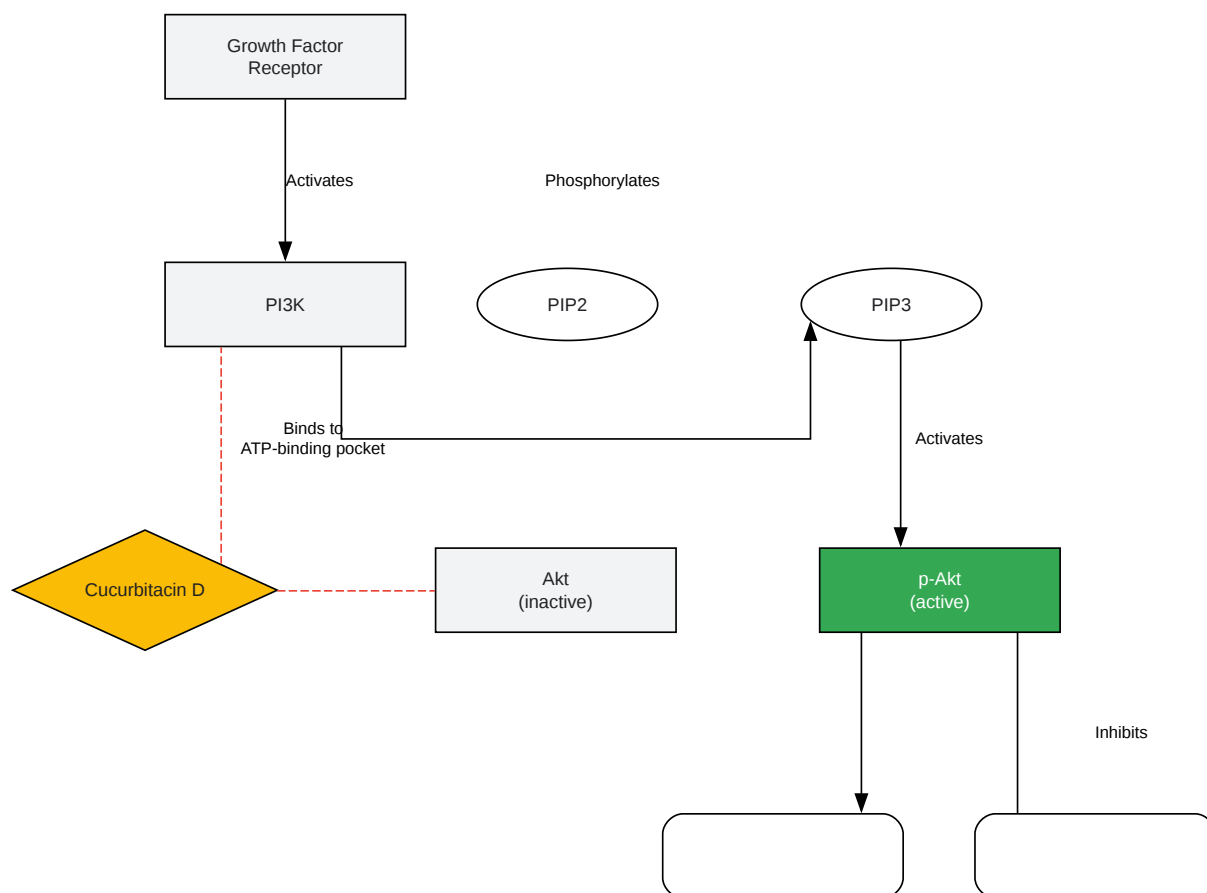 Growth Factor
Receptor
Activates
Phosphorylates
PI3K
PIP2
PIP3
Binds to
ATP-binding pocket
Activates
Cucurbitacin D
Akt
(inactive)
p-Akt
(active)
Inhibits